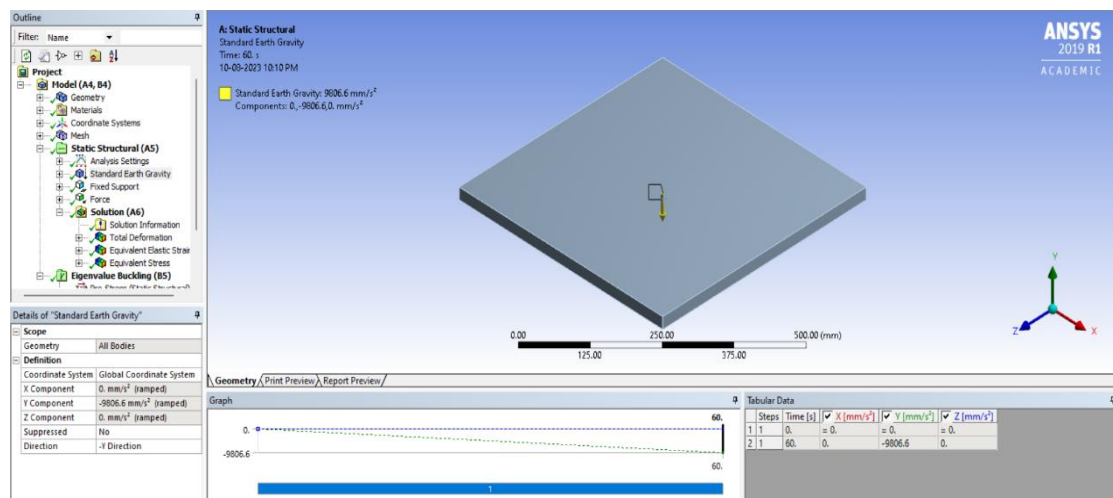 Outline
Filter: Name
Project
Model (A4, B4)
Geometry
Materials
Coordinate Systems
Mesh
Static Structural (A5)
Analysis Settings
Standard Earth Gravity
Fixed Support
Force
Solution (A6)
Solution Information
Total Deformation
Equivalent Elastic Strain
Equivalent Stress
Eigenvalue Buckling (B5)
Details of "Standard Earth Gravity"
Scope
Geometry All Bodies
Definition
Coordinate System Global Coordinate System
X Component 0. mm/s² (ramped)
Y Component -9806.6 mm/s² (ramped)
Z Component 0. mm/s² (ramped)
Suppressed No
Direction -Y Direction
A: Static Structural
Standard Earth Gravity
Time: 60. s
10-08-2023 10:10 PM
Standard Earth Gravity: 9806.6 mm/s²
Components: 0.,-9806.6,0. mm/s²
ANSYS
2019 R1
ACADEMIC
Y
Z
X
0.00 250.00 500.00 (mm)
125.00 375.00
Geometry Print Preview Report Preview
Graph
60.
0.
-9806.6
60.
1
Tabular Data
Steps Time [s] X [mm/s²] Y [mm/s²] Z [mm/s²]
1 1 0. = 0. = 0. = 0.
2 1 60. 0. -9806.6 0.